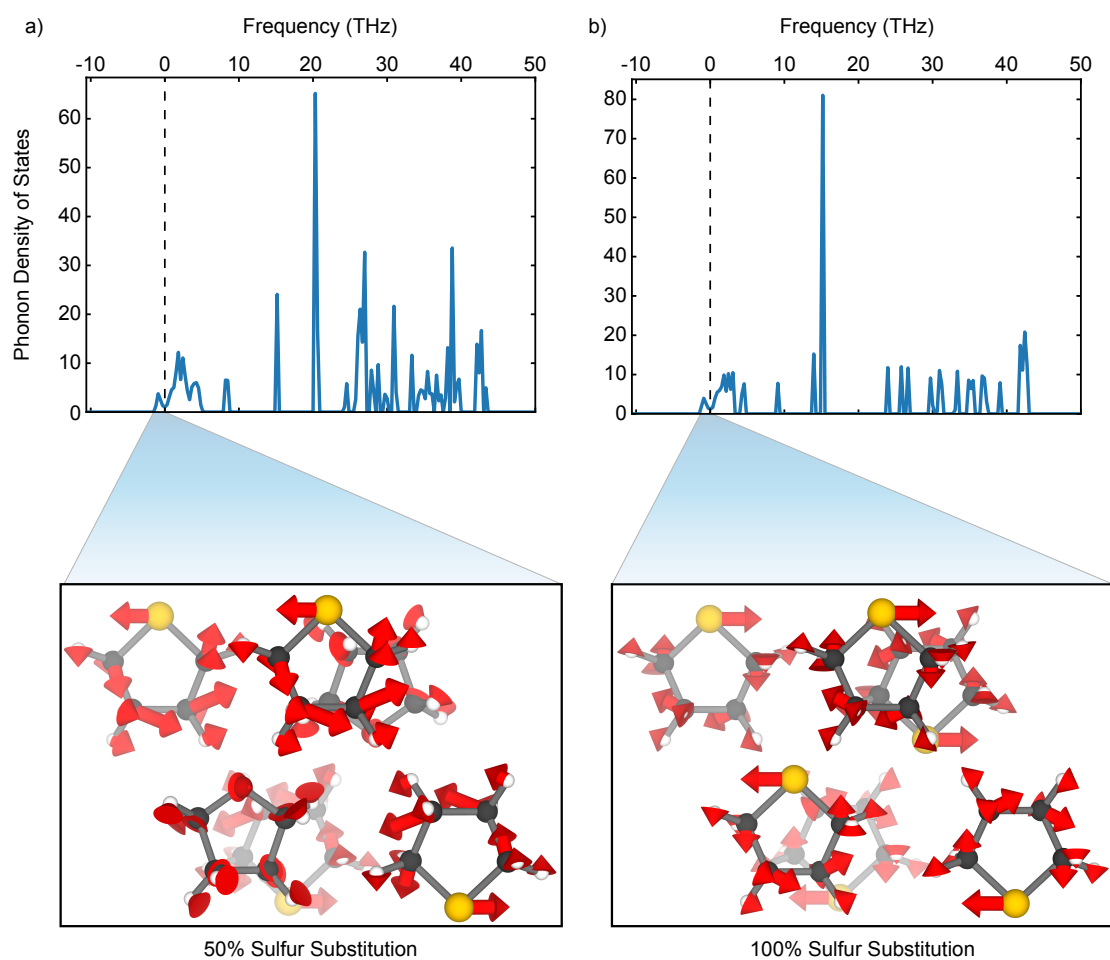 a)
Frequency (THz)
-10 0 10 20 30 40 50
Phonon Density of States
60
50
40
30
20
10
0
50% Sulfur Substitution
b)
Frequency (THz)
-10 0 10 20 30 40 50
80
70
60
50
40
30
20
10
0
100% Sulfur Substitution